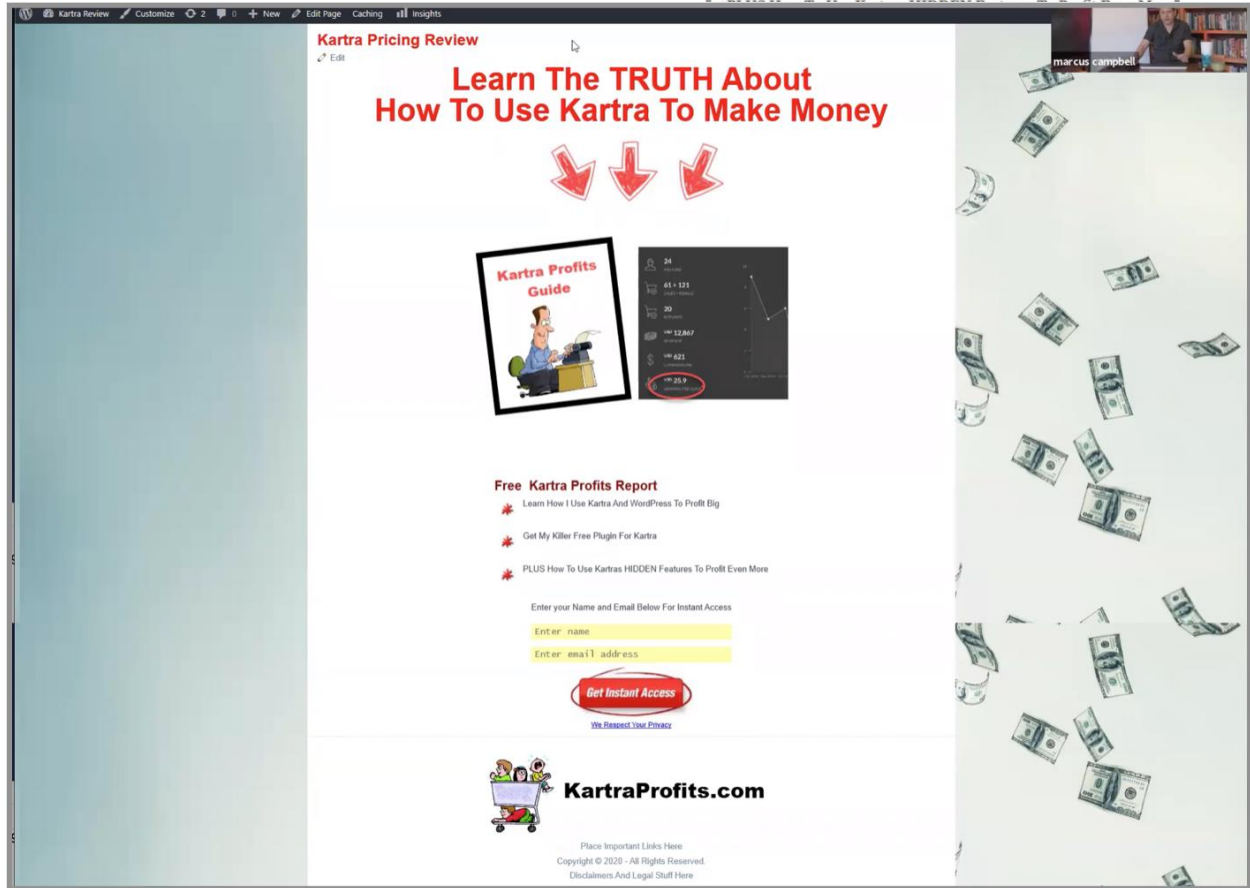 Kartra Review Customize 2 0 + New Edit Page Caching Insights
marcus campbell
Kartra Pricing Review
Edit
Learn The TRUTH About
How To Use Kartra To Make Money
Kartra Profits
Guide
24
61 + 121
20
USD 12,867
USD 621
USD 25.9
Free Kartra Profits Report
Learn How I Use Kartra And WordPress To Profit Big
Get My Killer Free Plugin For Kartra
PLUS How To Use Kartras HIDDEN Features To Profit Even More
Enter your Name and Email Below For Instant Access
Enter name
Enter email address
Get Instant Access
We Respect Your Privacy
KartraProfits.com
Place Important Links Here
Copyright © 2020 - All Rights Reserved.
Disclaimers And Legal Stuff Here